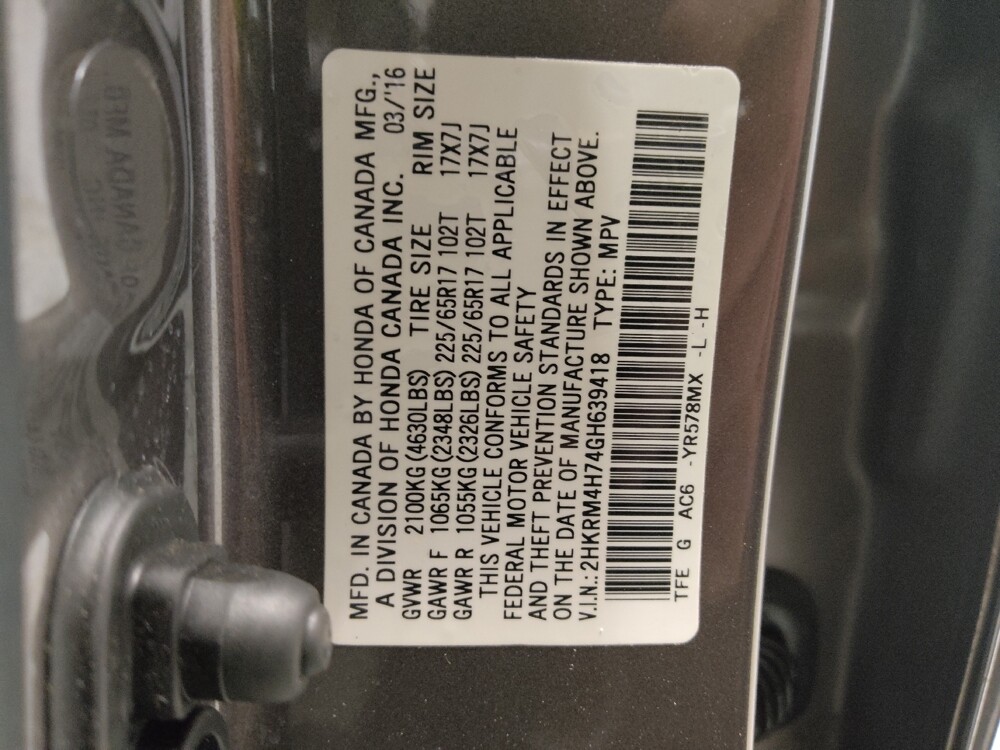 MFD. IN CANADA BY HONDA OF CANADA MFG.,
A DIVISION OF HONDA CANADA INC. 03/'16
GVWR 2100KG (4630LBS) TIRE SIZE RIM SIZE
GAWR F 1065KG (2348LBS) 225/65R17 102T 17X7J
GAWR R 1055KG (2326LBS) 225/65R17 102T 17X7J
THIS VEHICLE CONFORMS TO ALL APPLICABLE
FEDERAL MOTOR VEHICLE SAFETY
AND THEFT PREVENTION STANDARDS IN EFFECT
ON THE DATE OF MANUFACTURE SHOWN ABOVE.
V.I.N.: 2HKRM4H74GH639418 TYPE: MPV
TFE G AC6 -YR578MX -L -H